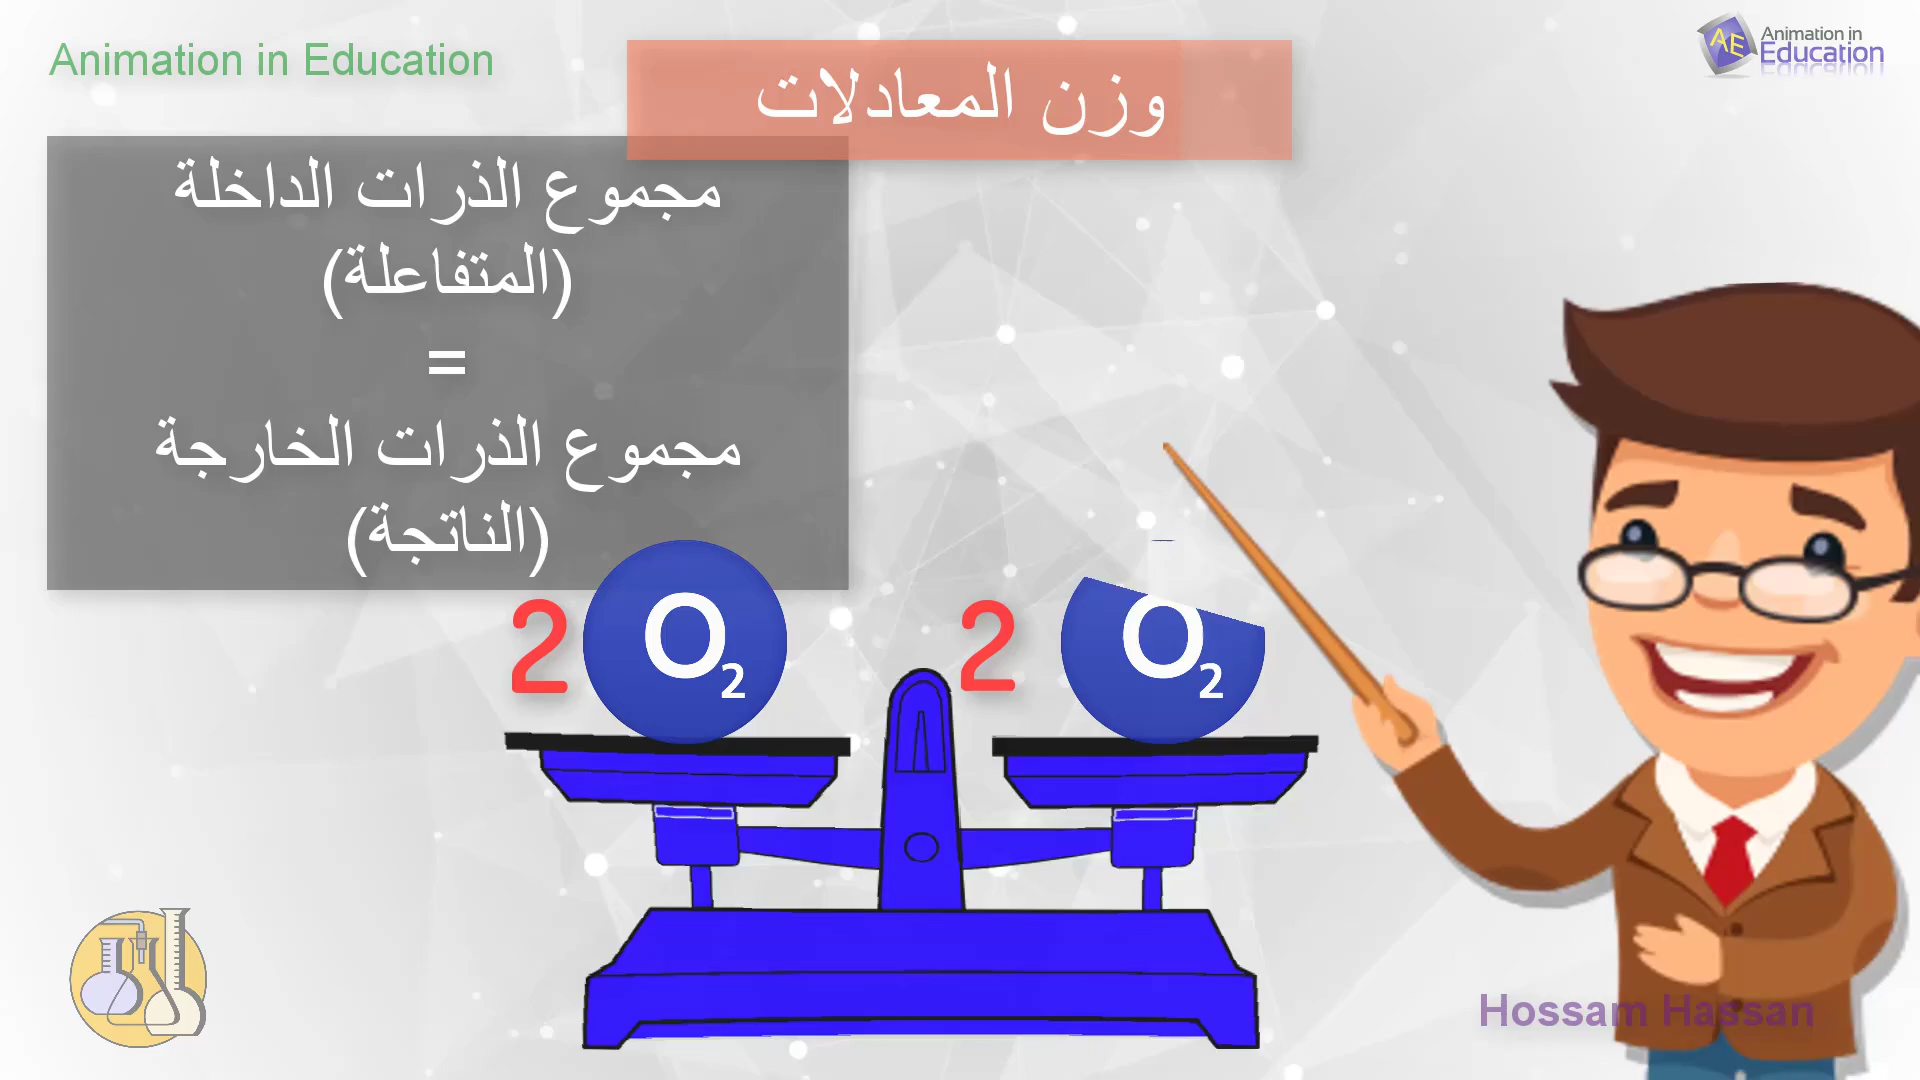 Animation in Education
Animation in
Education
AE
وزن المعادلات
مجموع الذرات الداخلة
(المتفاعلة)
=
مجموع الذرات الخارجة
(الناتجة)
2 O₂
2 O₂
Hossam Hassan